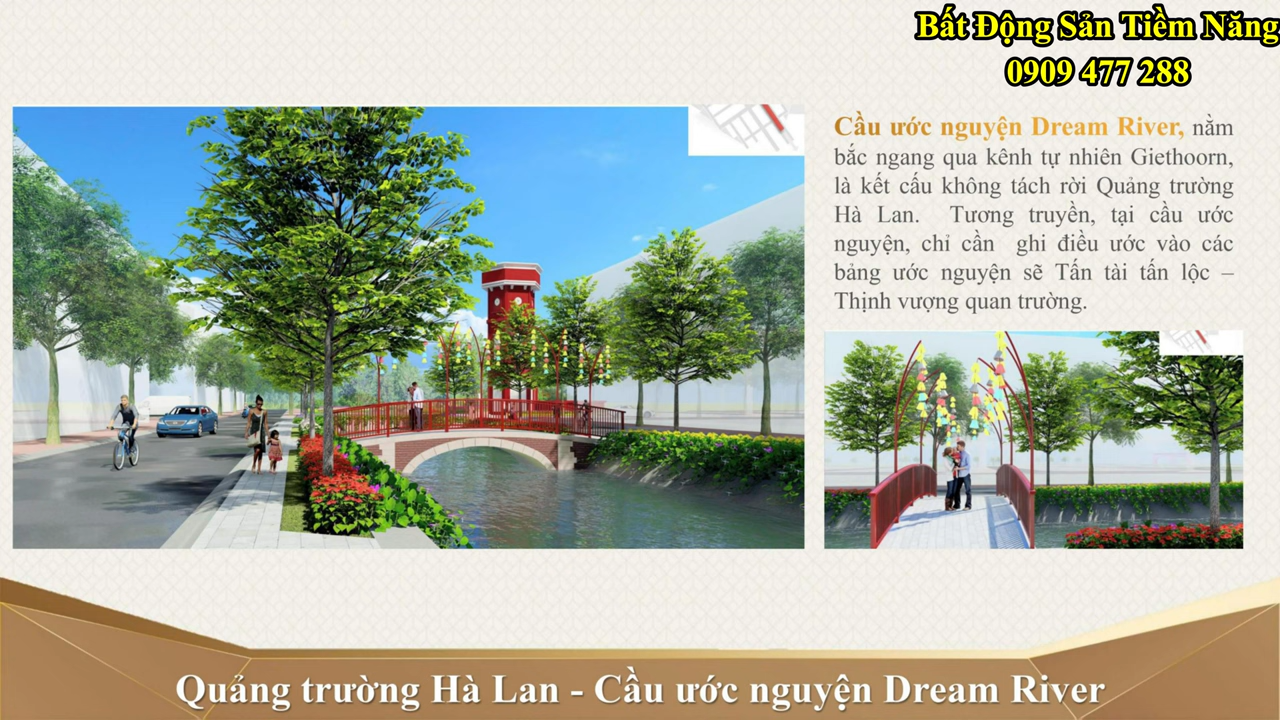 Bất Động Sản Tiềm Năng
0909 477 288
Cầu ước nguyện Dream River, nằm
bắc ngang qua kênh tự nhiên Giethoorn,
là kết cấu không tách rời Quảng trường
Hà Lan. Tương truyền, tại cầu ước
nguyện, chỉ cần ghi điều ước vào các
bảng ước nguyện sẽ Tấn tài tấn lộc –
Thịnh vượng quan trường.
Quảng trường Hà Lan - Cầu ước nguyện Dream River